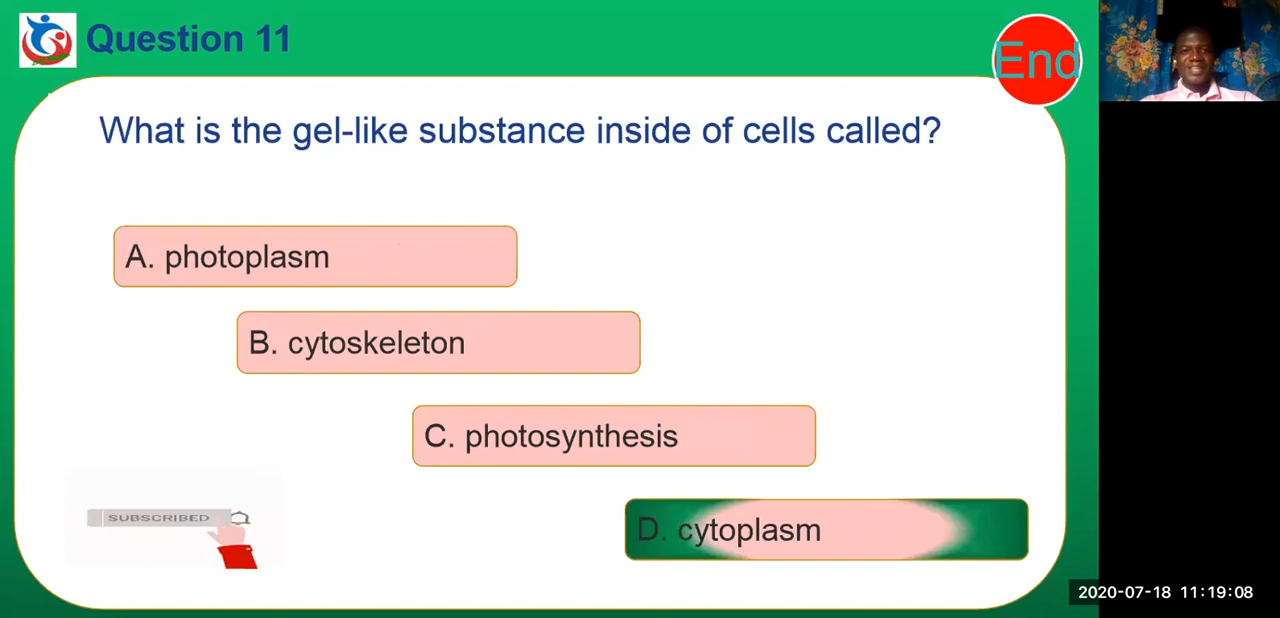 Question 11
End
What is the gel-like substance inside of cells called?
A. photoplasm
B. cytoskeleton
C. photosynthesis
SUBSCRIBED
D. cytoplasm
2020-07-18 11:19:08